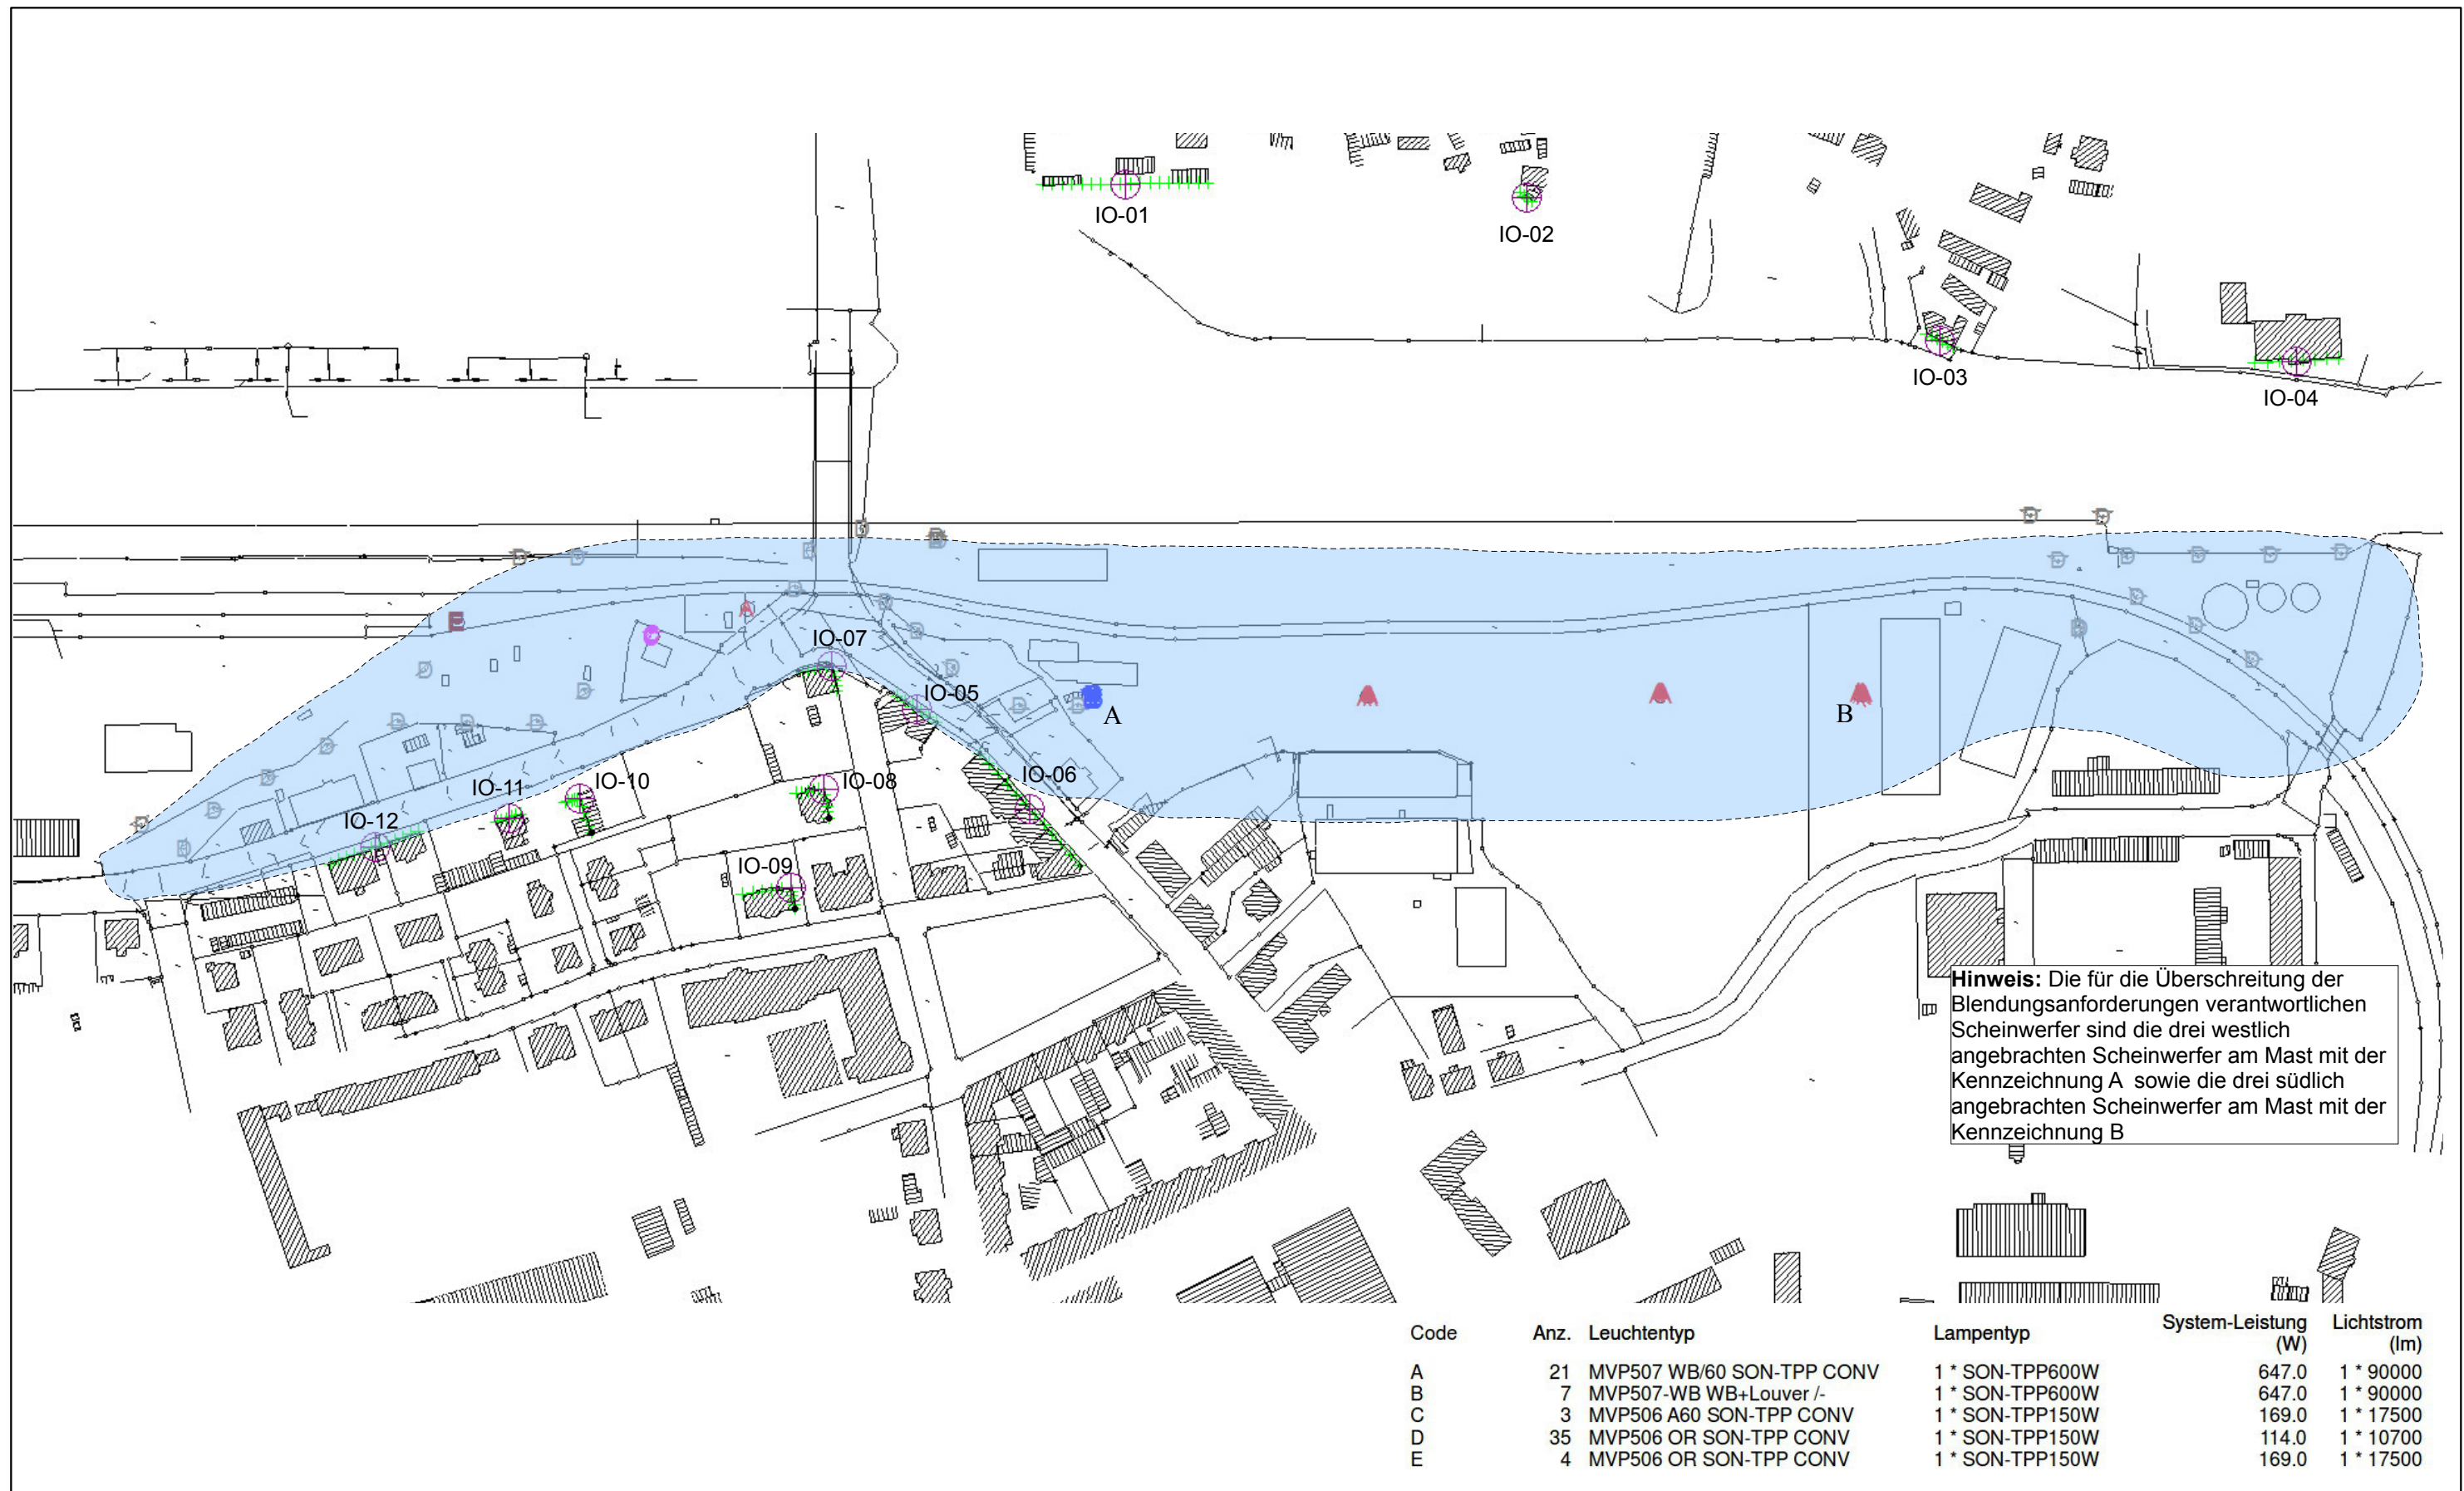 IO-01
IO-02
IO-03
IO-04
IO-07
IO-05
A
B
IO-06
IO-10
IO-08
IO-11
IO-12
IO-09
Hinweis: Die für die Überschreitung der
Blendungsanforderungen verantwortlichen
Scheinwerfer sind die drei westlich
angebrachten Scheinwerfer am Mast mit der
Kennzeichnung A sowie die drei südlich
angebrachten Scheinwerfer am Mast mit der
Kennzeichnung B
Code Anz. Leuchtentyp Lampentyp System-Leistung (W) Lichtstrom (lm)
A 21 MVP507 WB/60 SON-TPP CONV 1 * SON-TPP600W 647.0 1 * 90000
B 7 MVP507-WB WB+Louver /- 1 * SON-TPP600W 647.0 1 * 90000
C 3 MVP506 A60 SON-TPP CONV 1 * SON-TPP150W 169.0 1 * 17500
D 35 MVP506 OR SON-TPP CONV 1 * SON-TPP150W 114.0 1 * 10700
E 4 MVP506 OR SON-TPP CONV 1 * SON-TPP150W 169.0 1 * 17500